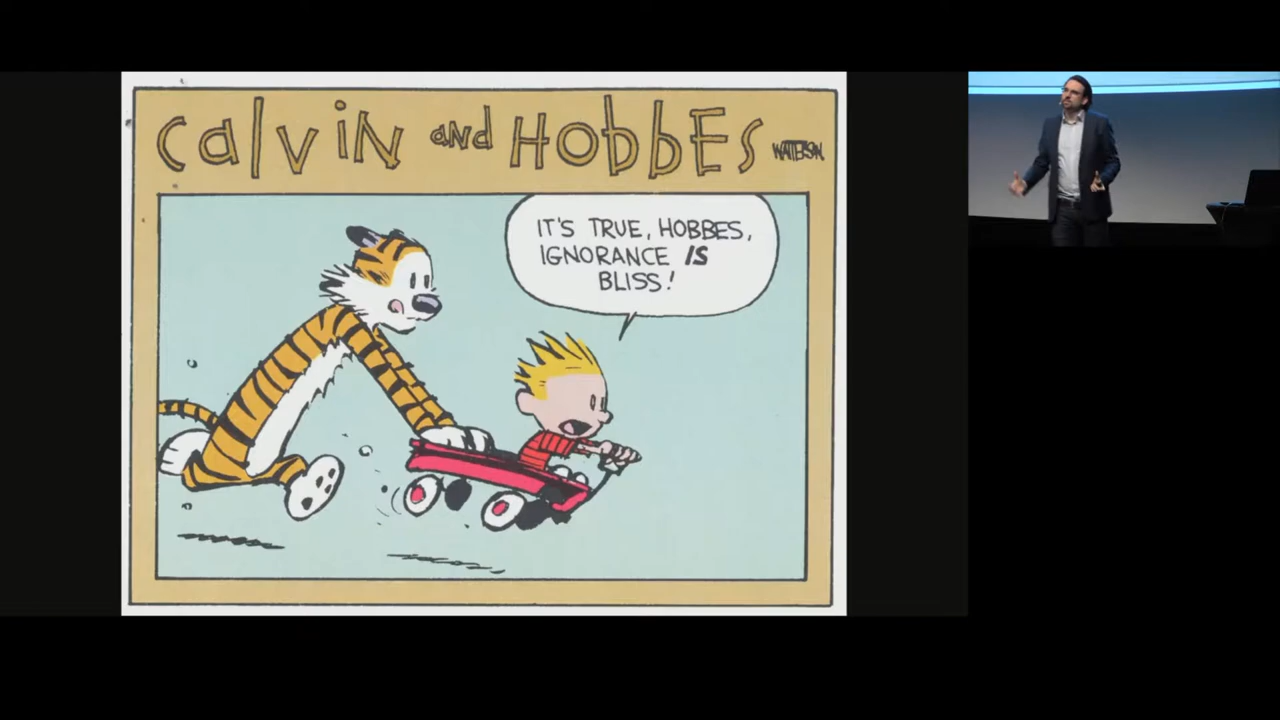 Calvin and HobbEs WATTERSON
IT'S TRUE, HOBBES,
IGNORANCE IS
BLISS!